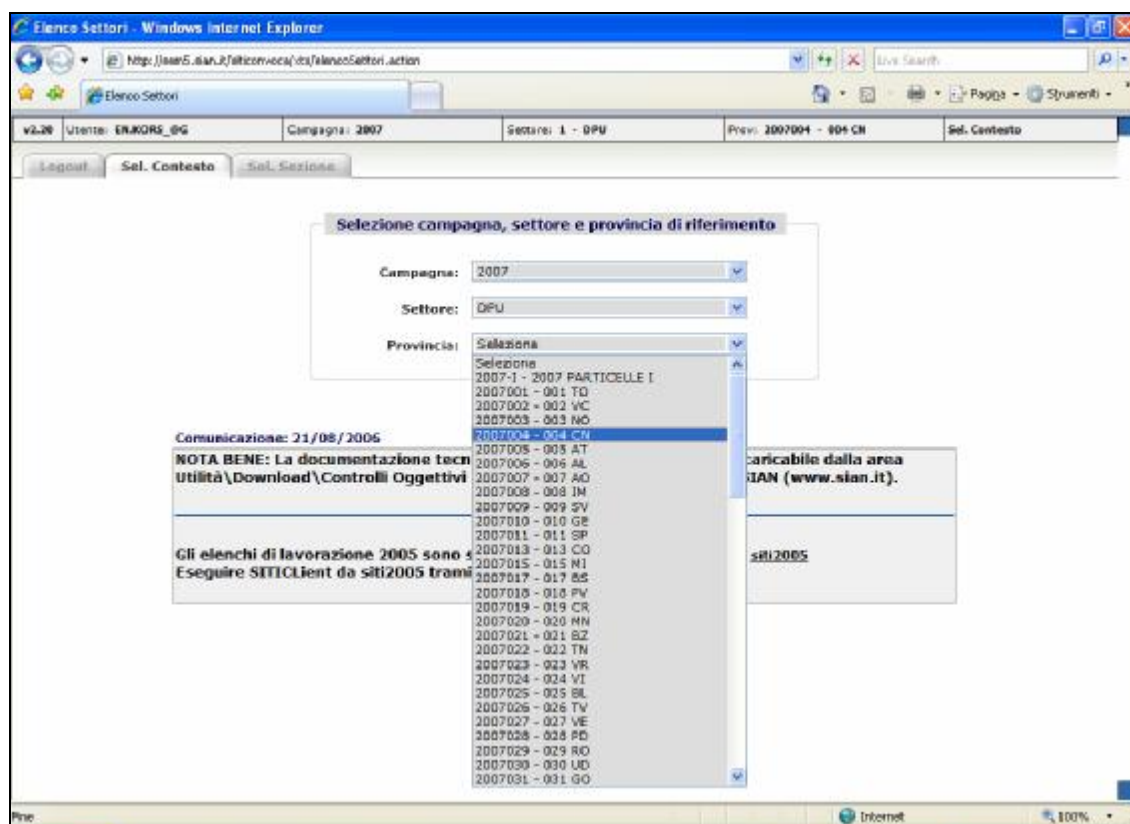 Elenco Settori - Windows Internet Explorer
Live Search
Elenco Settori
Pagina
Strumenti
v2.20 Utente: Campagna: 2007 Settore: 1 - DPU Prov: 2007004 - 004 CN Sel. Contesto
Logout Sel. Contesto Sel. Sezione
Selezione campagna, settore e provincia di riferimento
Campagna: 2007
Settore: DPU
Provincia: Seleziona
Seleziona
2007-I - 2007 PARTICELLE I
2007001 - 001 TO
2007002 - 002 VC
2007003 - 003 NO
2007004 - 004 CN
2007005 - 005 AT
2007006 - 006 AL
2007007 - 007 AO
2007008 - 008 IM
2007009 - 009 SV
2007010 - 010 GE
2007011 - 011 SP
2007013 - 013 CO
2007015 - 015 MI
2007017 - 017 BS
2007018 - 018 PV
2007019 - 019 CR
2007020 - 020 MN
2007021 - 021 BZ
2007022 - 022 TN
2007023 - 023 VR
2007024 - 024 VI
2007025 - 025 BL
2007026 - 026 TV
2007027 - 027 VE
2007028 - 028 PD
2007029 - 029 RO
2007030 - 030 UD
2007031 - 031 GO
Comunicazione: 21/08/2006
NOTA BENE: La documentazione tecn aricabile dalla area
Utilità\Download\Controlli Oggettivi SIAN (www.sian.it).
Gli elenchi di lavorazione 2005 sono s siti2005
Eseguire SITICLient da siti2005 trami
Fine Internet 100%